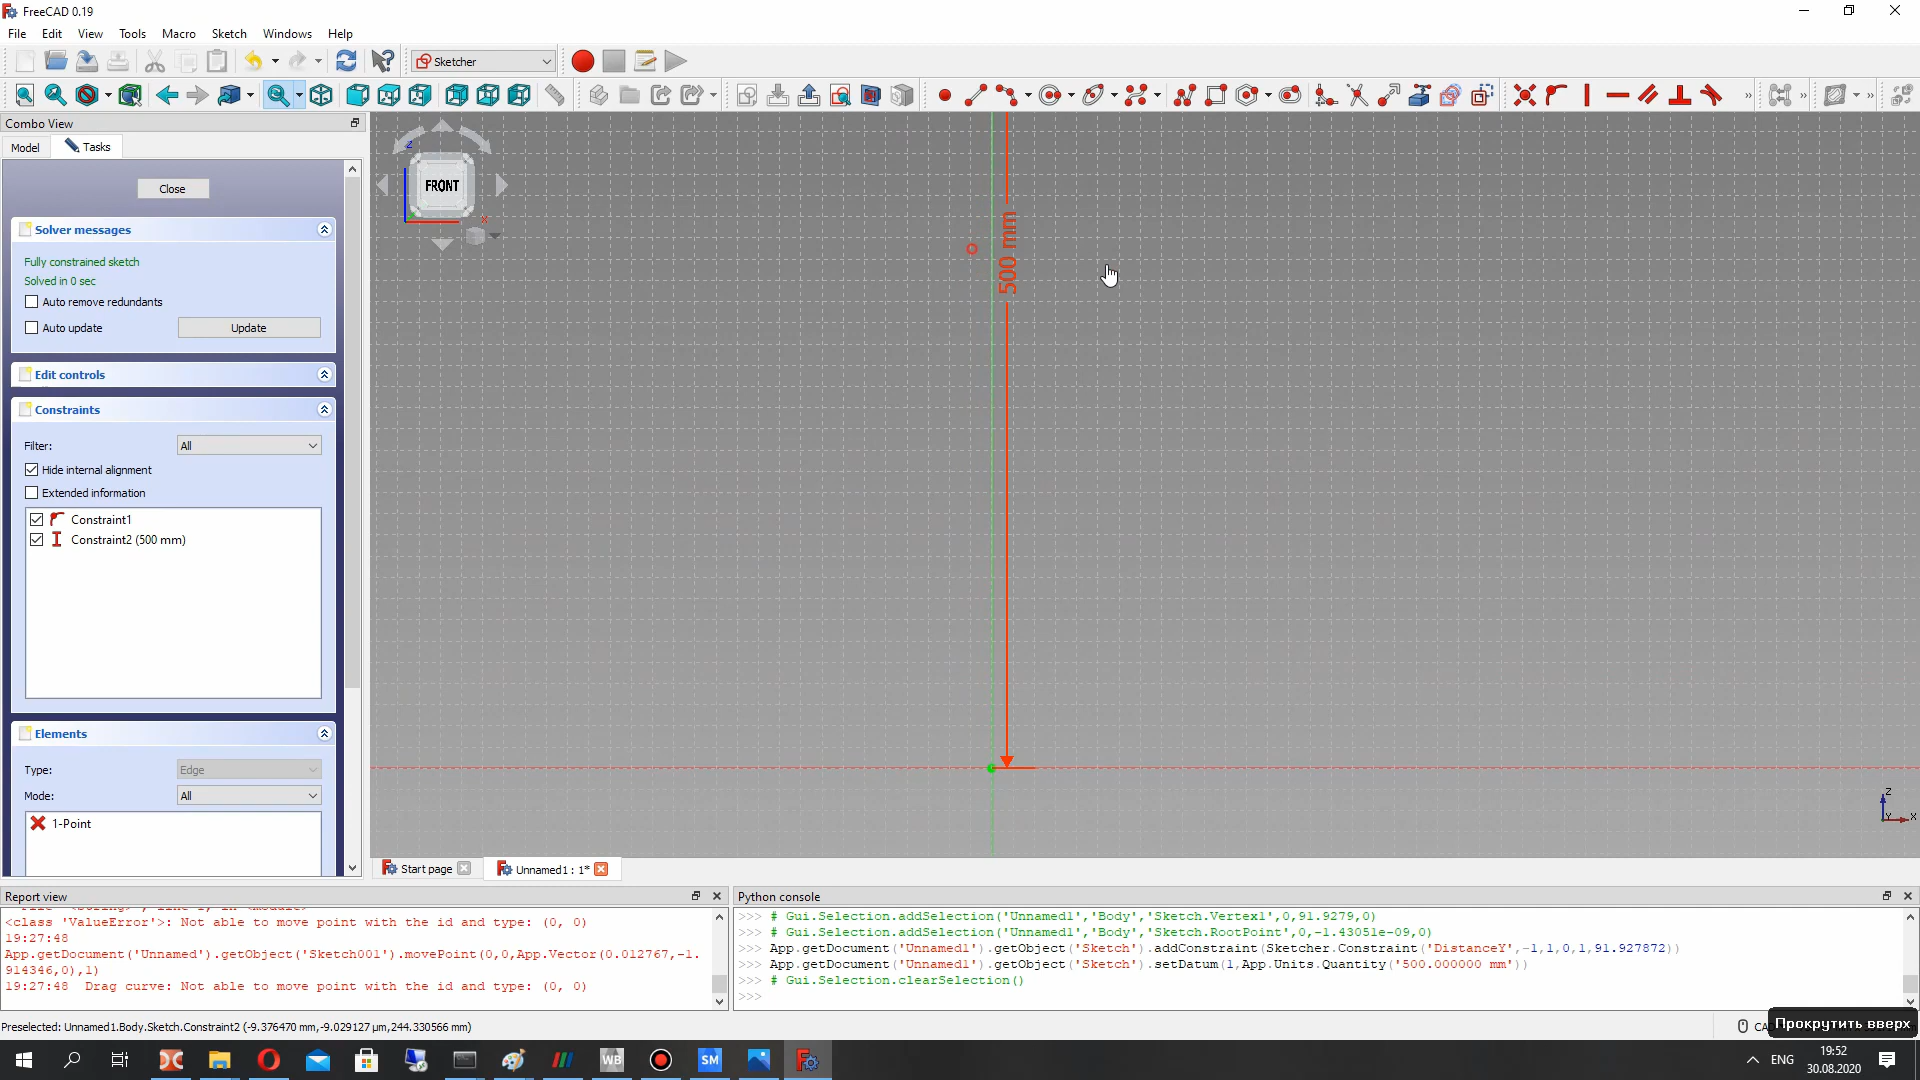 FreeCAD 0.19
File Edit View Tools Macro Sketch Windows Help
Sketcher
Combo View
Model Tasks
Close
Solver messages
Fully constrained sketch
Solved in 0 sec
Auto remove redundants
Auto update Update
Edit controls
Constraints
Filter: All
Hide internal alignment
Extended information
Constraint1
Constraint2 (500 mm)
Elements
Type: Edge
Mode: All
1-Point
Z
FRONT
X
500 mm
Z
Y X
Start page Unnamed1 : 1*
Report view
<class 'ValueError'>: Not able to move point with the id and type: (0, 0)
19:27:48
App.getDocument('Unnamed').getObject('Sketch001').movePoint(0,0,App.Vector(0.012767,-1.
914346,0),1)
19:27:48 Drag curve: Not able to move point with the id and type: (0, 0)
Python console
>>> # Gui.Selection.addSelection('Unnamed1','Body','Sketch.Vertex1',0,91.9279,0)
>>> # Gui.Selection.addSelection('Unnamed1','Body','Sketch.RootPoint',0,-1.43051e-09,0)
>>> App.getDocument('Unnamed1').getObject('Sketch').addConstraint(Sketcher.Constraint('DistanceY',-1,1,0,1,91.927872))
>>> App.getDocument('Unnamed1').getObject('Sketch').setDatum(1,App.Units.Quantity('500.000000 mm'))
>>> # Gui.Selection.clearSelection()
>>>
Preselected: Unnamed1.Body.Sketch.Constraint2 (-9.376470 mm,-9.029127 µm,244.330566 mm)
Прокрутить вверх
WB SM
ENG
19:52
30.08.2020